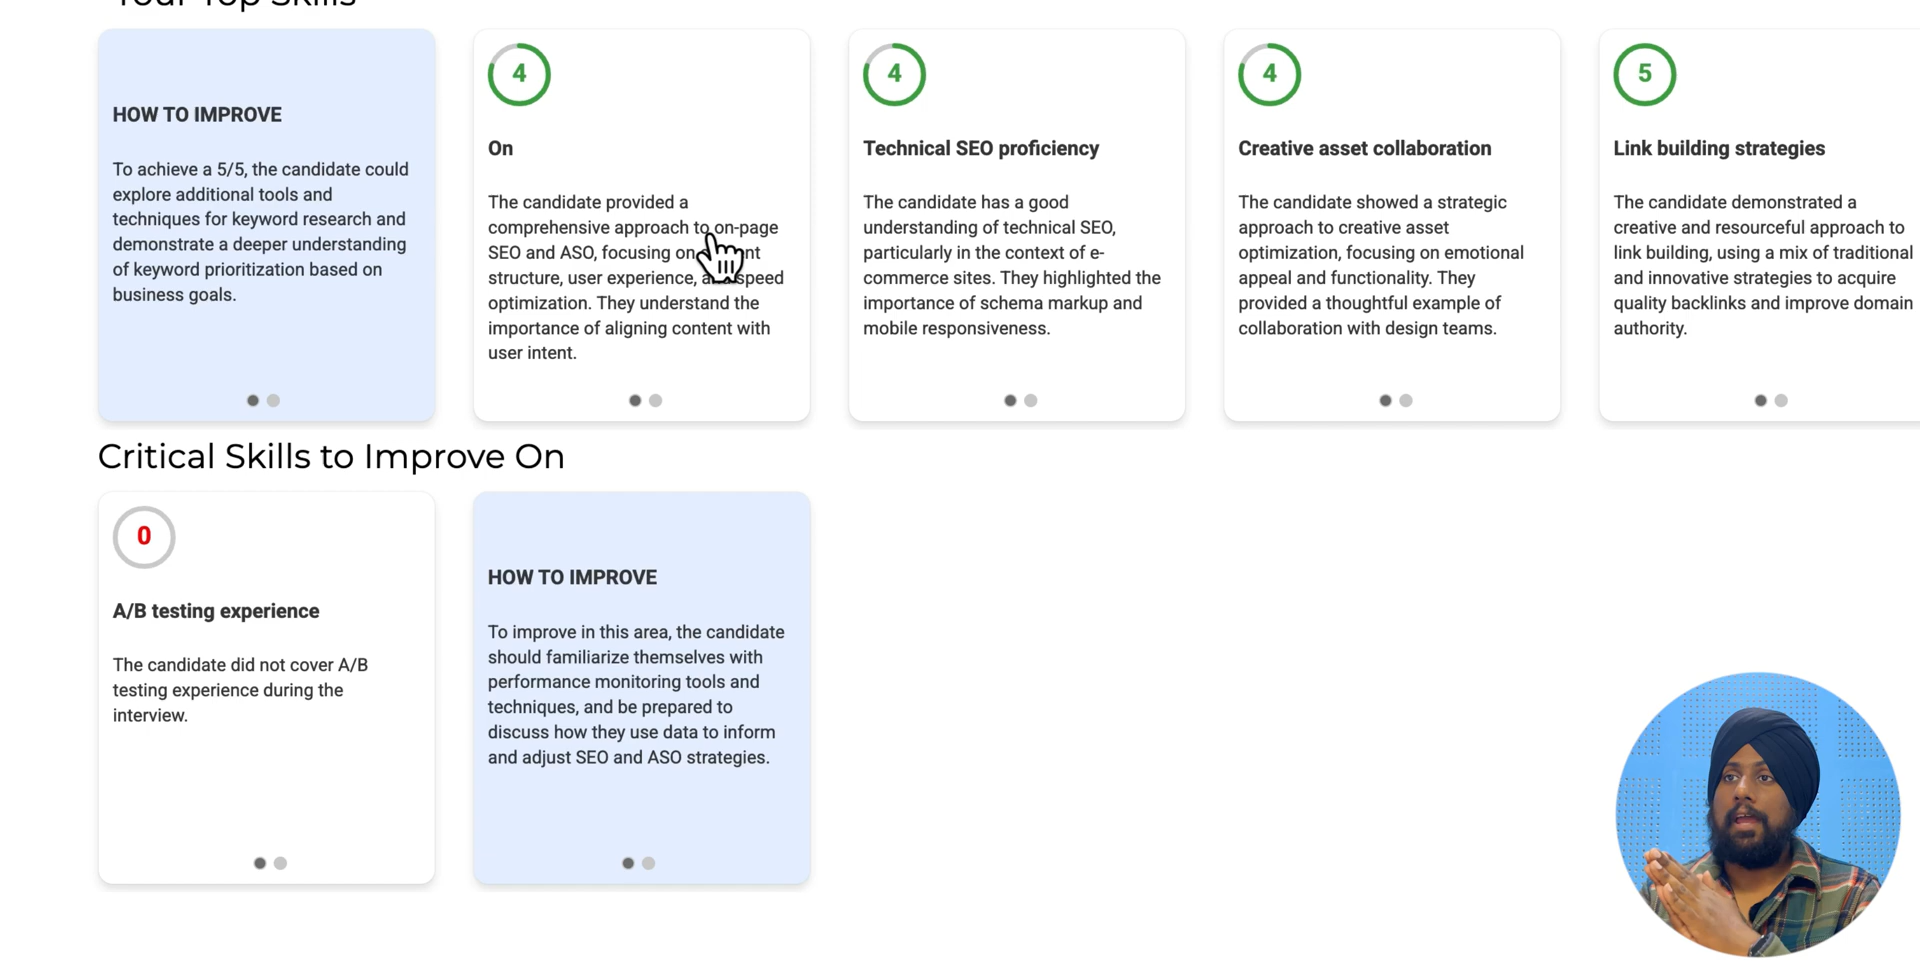 Your Top Skills
HOW TO IMPROVE
To achieve a 5/5, the candidate could
explore additional tools and
techniques for keyword research and
demonstrate a deeper understanding
of keyword prioritization based on
business goals.
4
On
The candidate provided a
comprehensive approach to on-page
SEO and ASO, focusing on
structure, user experience, speed
optimization. They understand the
importance of aligning content with
user intent.
4
Technical SEO proficiency
The candidate has a good
understanding of technical SEO,
particularly in the context of e-
commerce sites. They highlighted the
importance of schema markup and
mobile responsiveness.
4
Creative asset collaboration
The candidate showed a strategic
approach to creative asset
optimization, focusing on emotional
appeal and functionality. They
provided a thoughtful example of
collaboration with design teams.
5
Link building strategies
The candidate demonstrated a
creative and resourceful approach to
link building, using a mix of traditional
and innovative strategies to acquire
quality backlinks and improve domain
authority.
Critical Skills to Improve On
0
A/B testing experience
The candidate did not cover A/B
testing experience during the
interview.
HOW TO IMPROVE
To improve in this area, the candidate
should familiarize themselves with
performance monitoring tools and
techniques, and be prepared to
discuss how they use data to inform
and adjust SEO and ASO strategies.